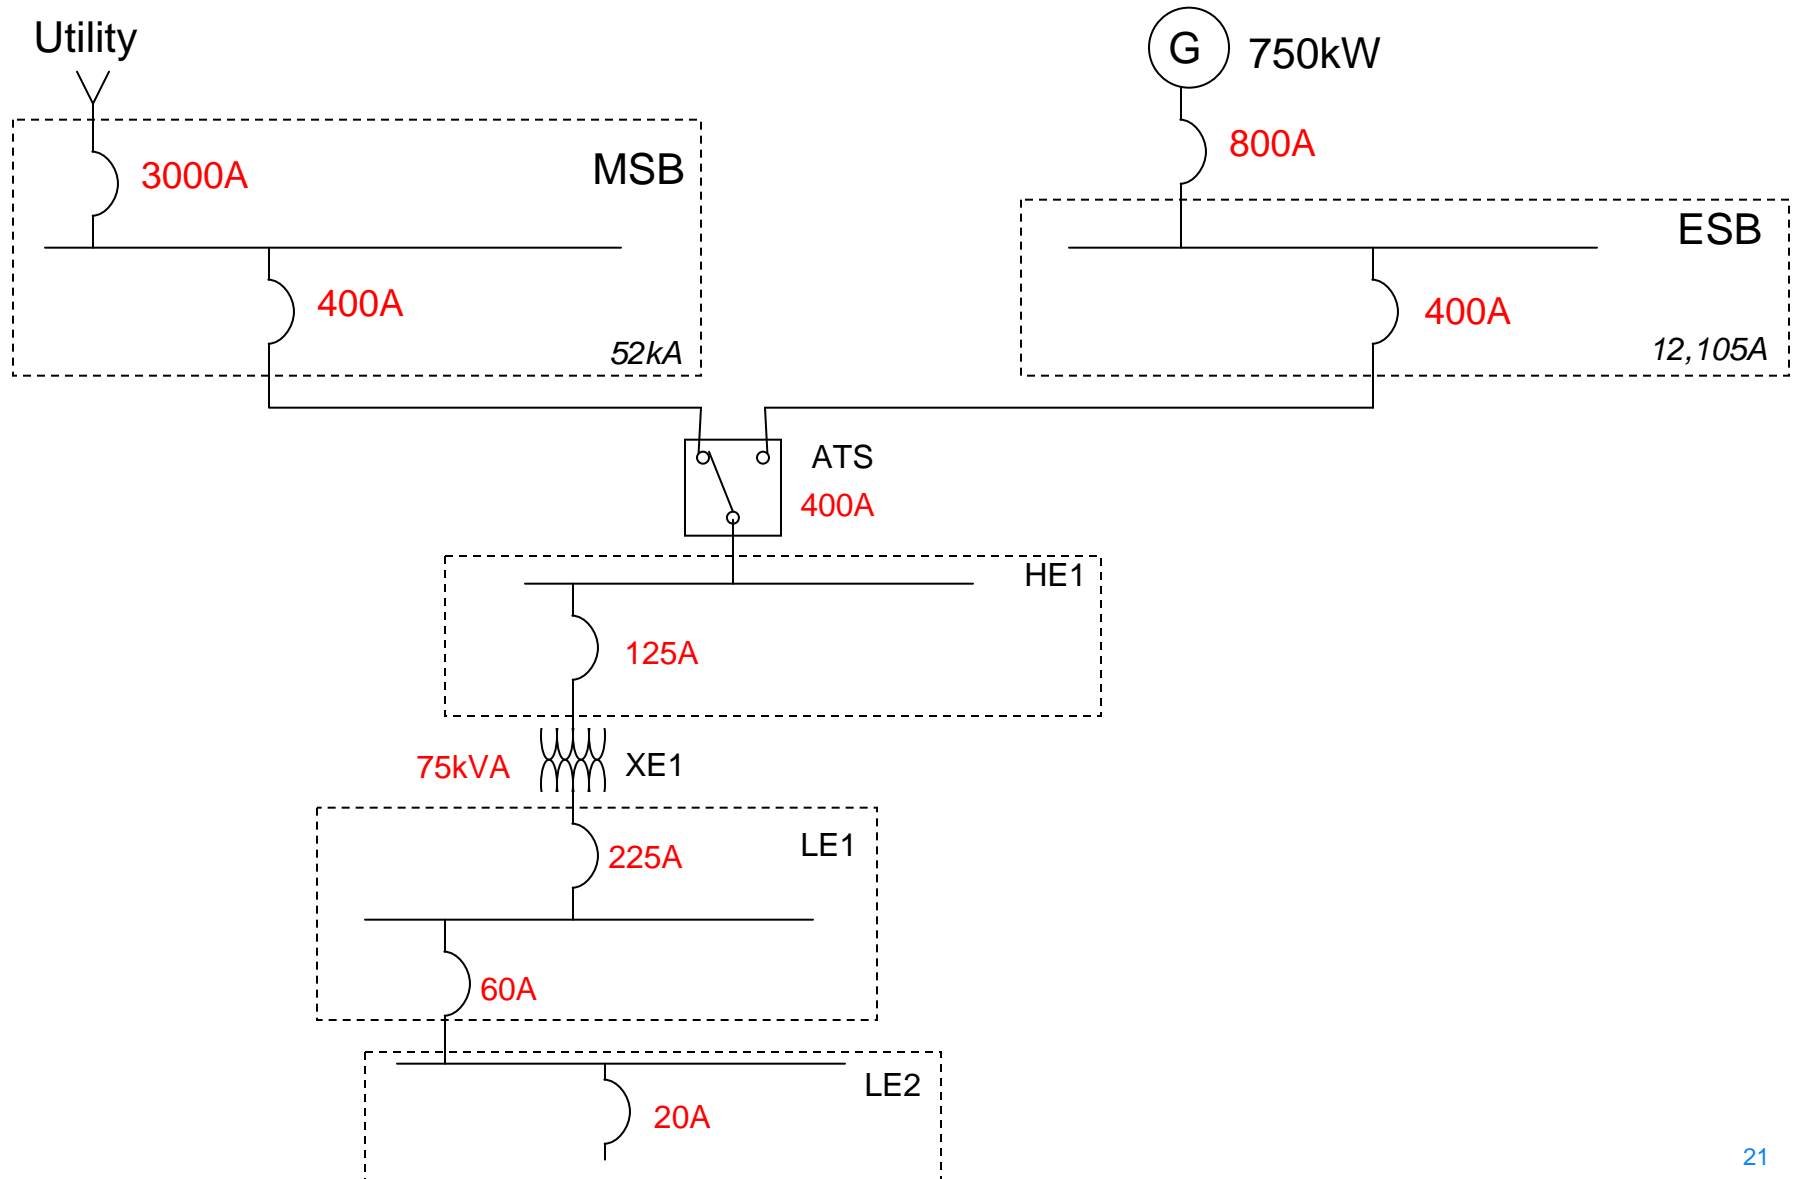 Utility
G 750kW
3000A
MSB
800A
ESB
400A
52kA
400A
12,105A
ATS
400A
HE1
125A
75kVA
XE1
LE1
225A
60A
LE2
20A
21